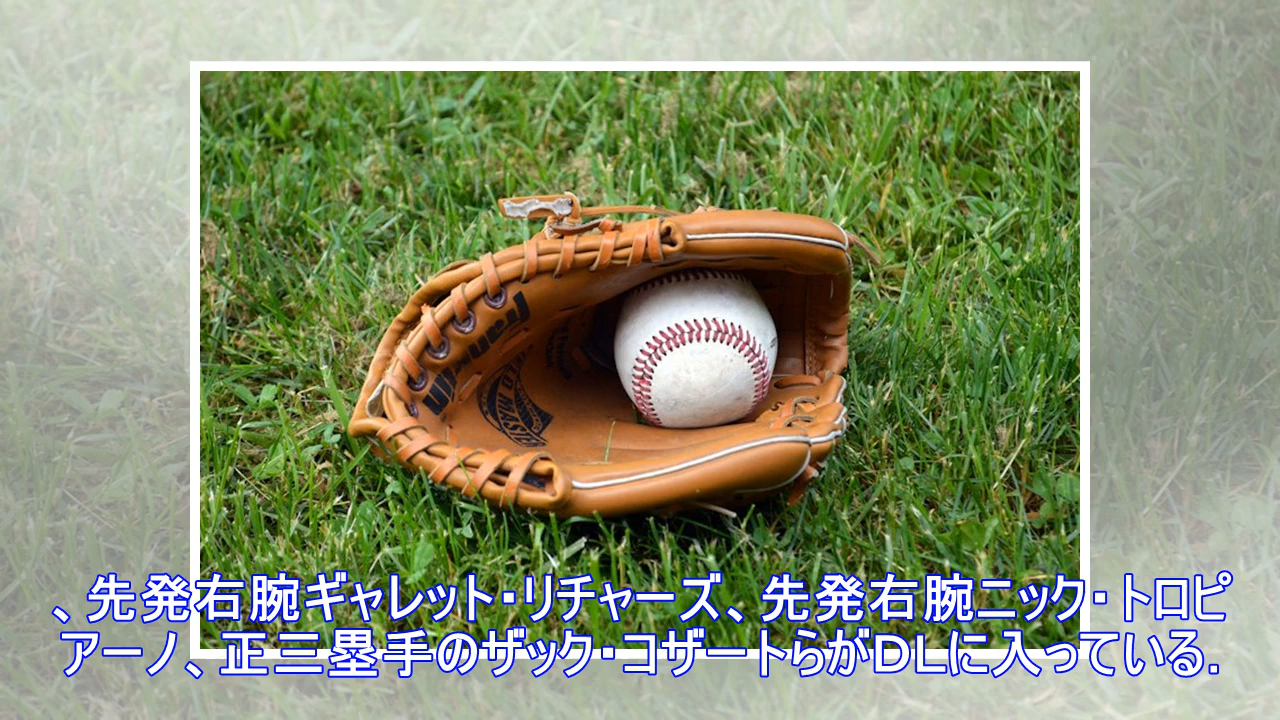 、先発右腕ギャレット・リチャーズ、先発右腕ニック・トロピ
アーノ、正三塁手のザック・コザートらがＤＬに入っている．